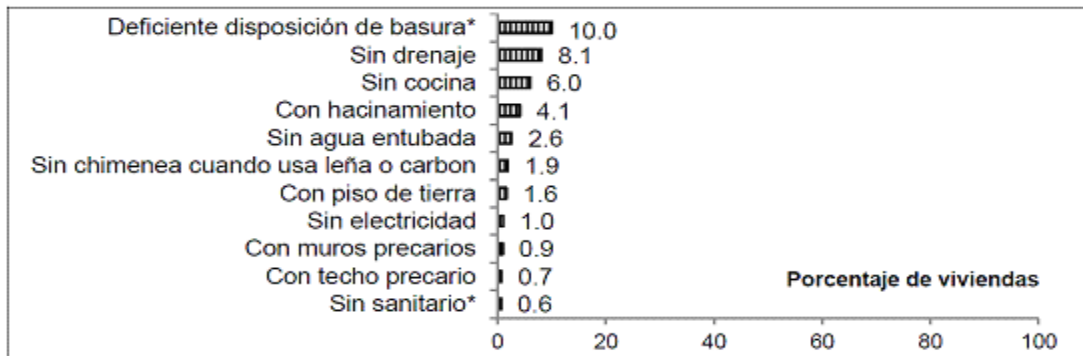 Deficiente disposición de basura* 10.0
Sin drenaje 8.1
Sin cocina 6.0
Con hacinamiento 4.1
Sin agua entubada 2.6
Sin chimenea cuando usa leña o carbon 1.9
Con piso de tierra 1.6
Sin electricidad 1.0
Con muros precarios 0.9
Con techo precario 0.7 Porcentaje de viviendas
Sin sanitario* 0.6
0 20 40 60 80 100